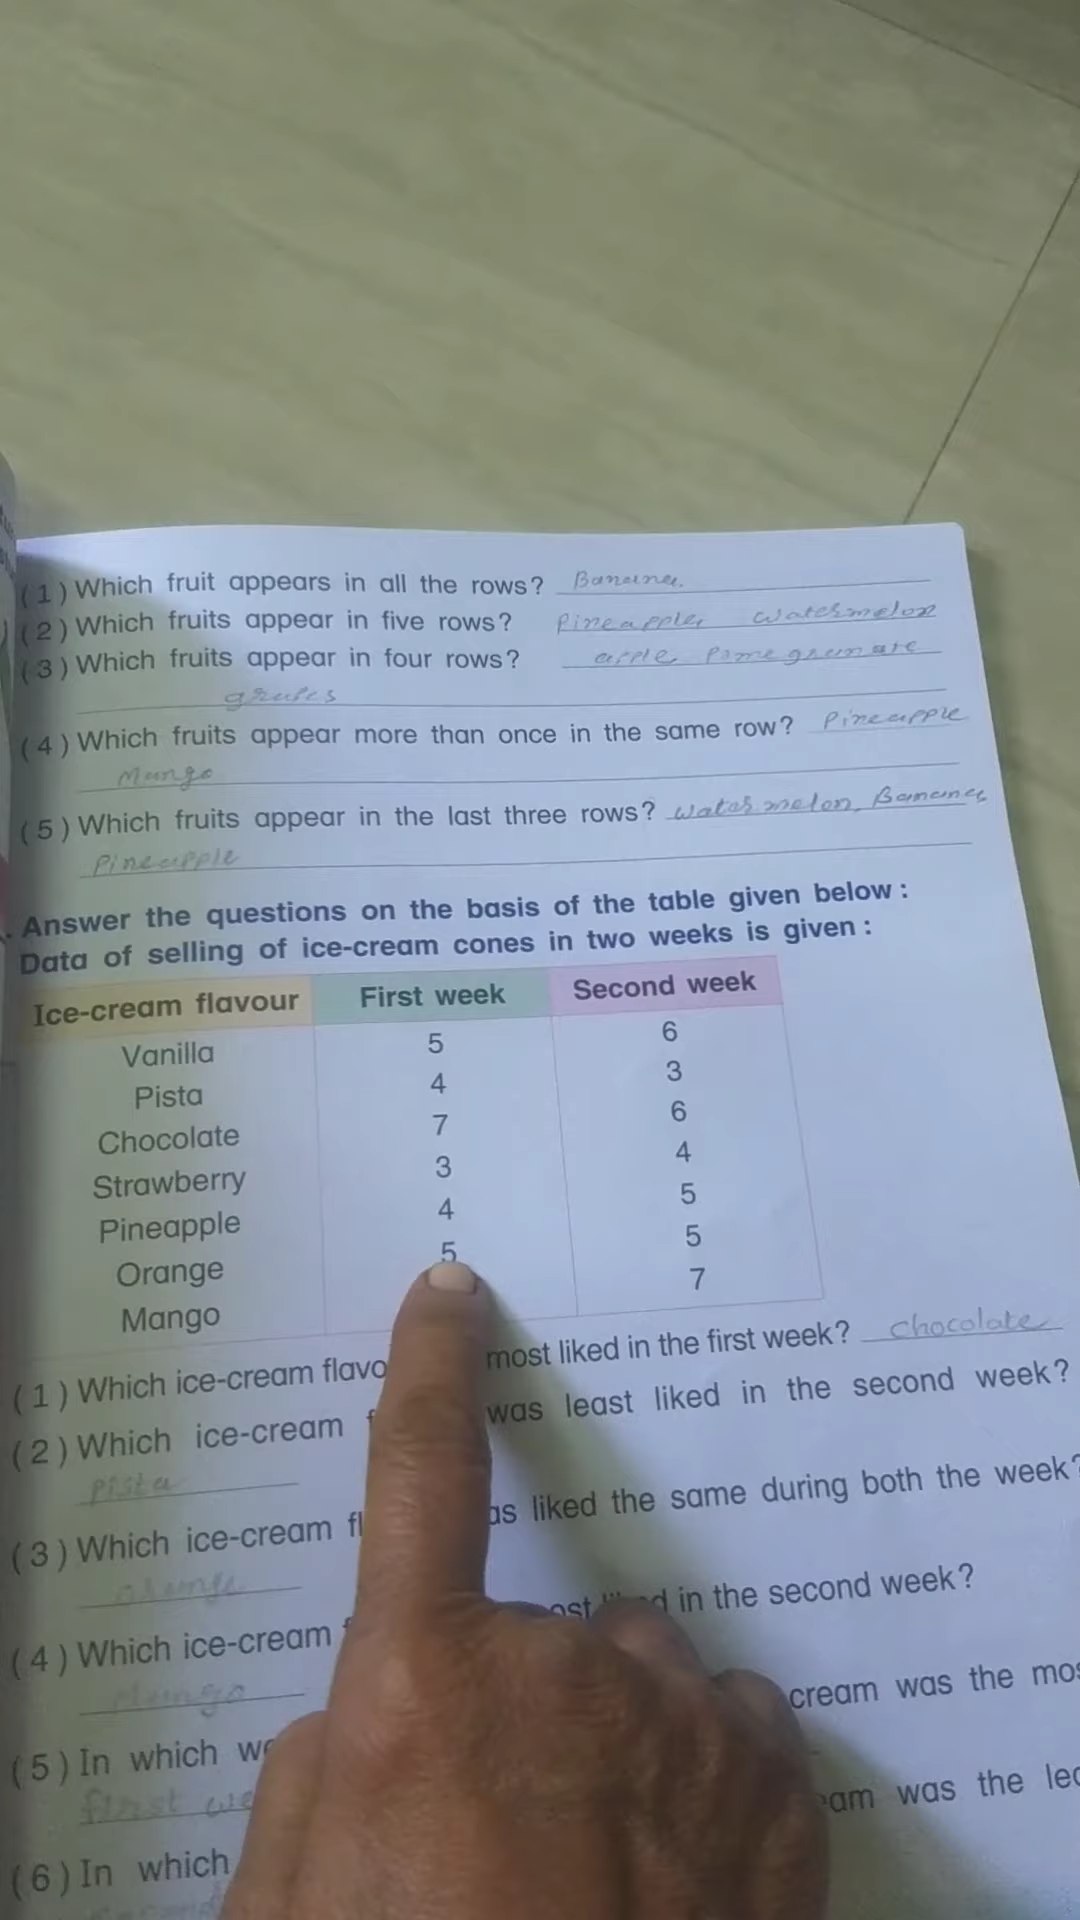 (1) Which fruit appears in all the rows? Banana.
(2) Which fruits appear in five rows? Pineapple, watermelon
(3) Which fruits appear in four rows? apple, Pomegranate
grapes
(4) Which fruits appear more than once in the same row? Pineapple
Mango
(5) Which fruits appear in the last three rows? watermelon, Banana,
Pineapple
Answer the questions on the basis of the table given below :
Data of selling of ice-cream cones in two weeks is given :
Ice-cream flavour First week Second week
Vanilla 5 6
Pista 4 3
Chocolate 7 6
Strawberry 3 4
Pineapple 4 5
Orange 5 5
Mango 7
(1) Which ice-cream most liked in the first week? chocolate
(2) Which ice-cream was least liked in the second week?
Pista
(3) Which ice-cream liked the same during both the week?
orange
(4) Which ice-cream in the second week?
Mango
(5) In which cream was the
first
(6) In which was the